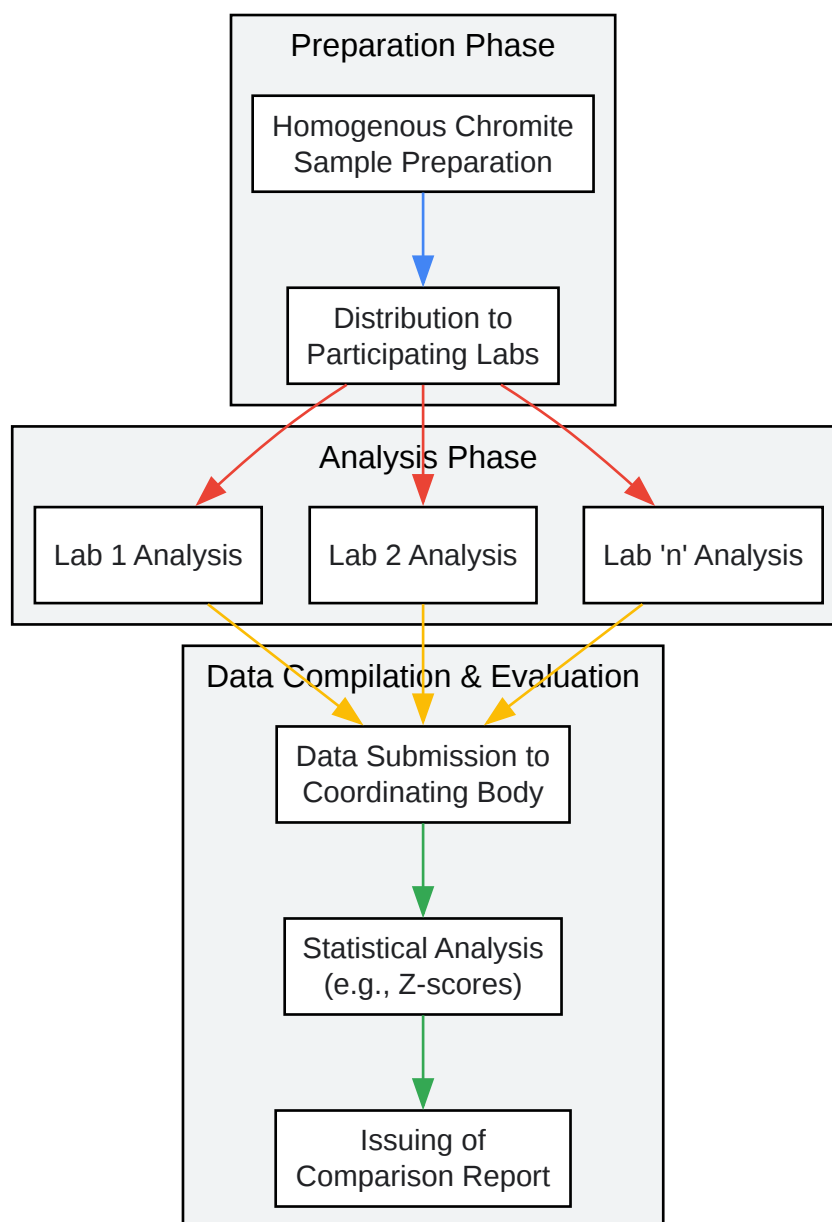 Preparation Phase
Homogenous Chromite
Sample Preparation
Distribution to
Participating Labs
Analysis Phase
Lab 1 Analysis
Lab 2 Analysis
Lab 'n' Analysis
Data Compilation & Evaluation
Data Submission to
Coordinating Body
Statistical Analysis
(e.g., Z-scores)
Issuing of
Comparison Report